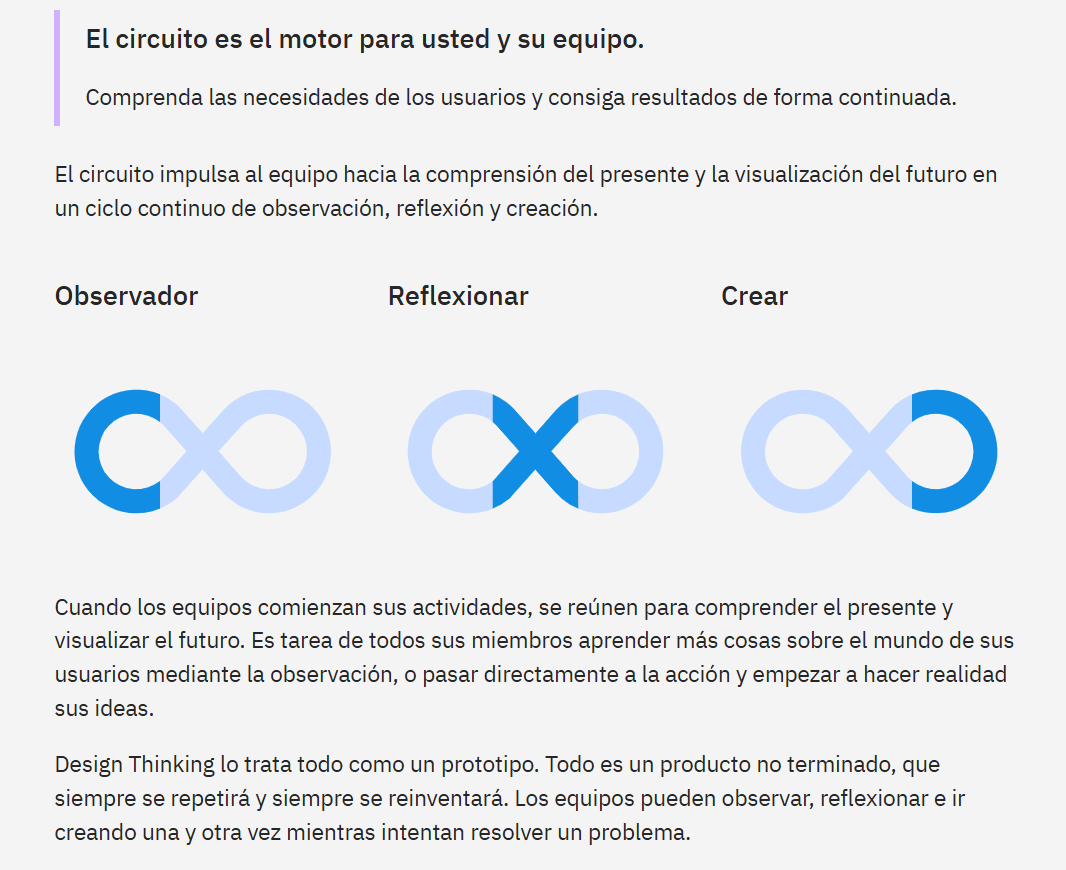 El circuito es el motor para usted y su equipo.
Comprenda las necesidades de los usuarios y consiga resultados de forma continuada.
El circuito impulsa al equipo hacia la comprensión del presente y la visualización del futuro en
un ciclo continuo de observación, reflexión y creación.
Observador
Reflexionar
Crear
Cuando los equipos comienzan sus actividades, se reúnen para comprender el presente y
visualizar el futuro. Es tarea de todos sus miembros aprender más cosas sobre el mundo de sus
usuarios mediante la observación, o pasar directamente a la acción y empezar a hacer realidad
sus ideas.
Design Thinking lo trata todo como un prototipo. Todo es un producto no terminado, que
siempre se repetirá y siempre se reinventará. Los equipos pueden observar, reflexionar e ir
creando una y otra vez mientras intentan resolver un problema.